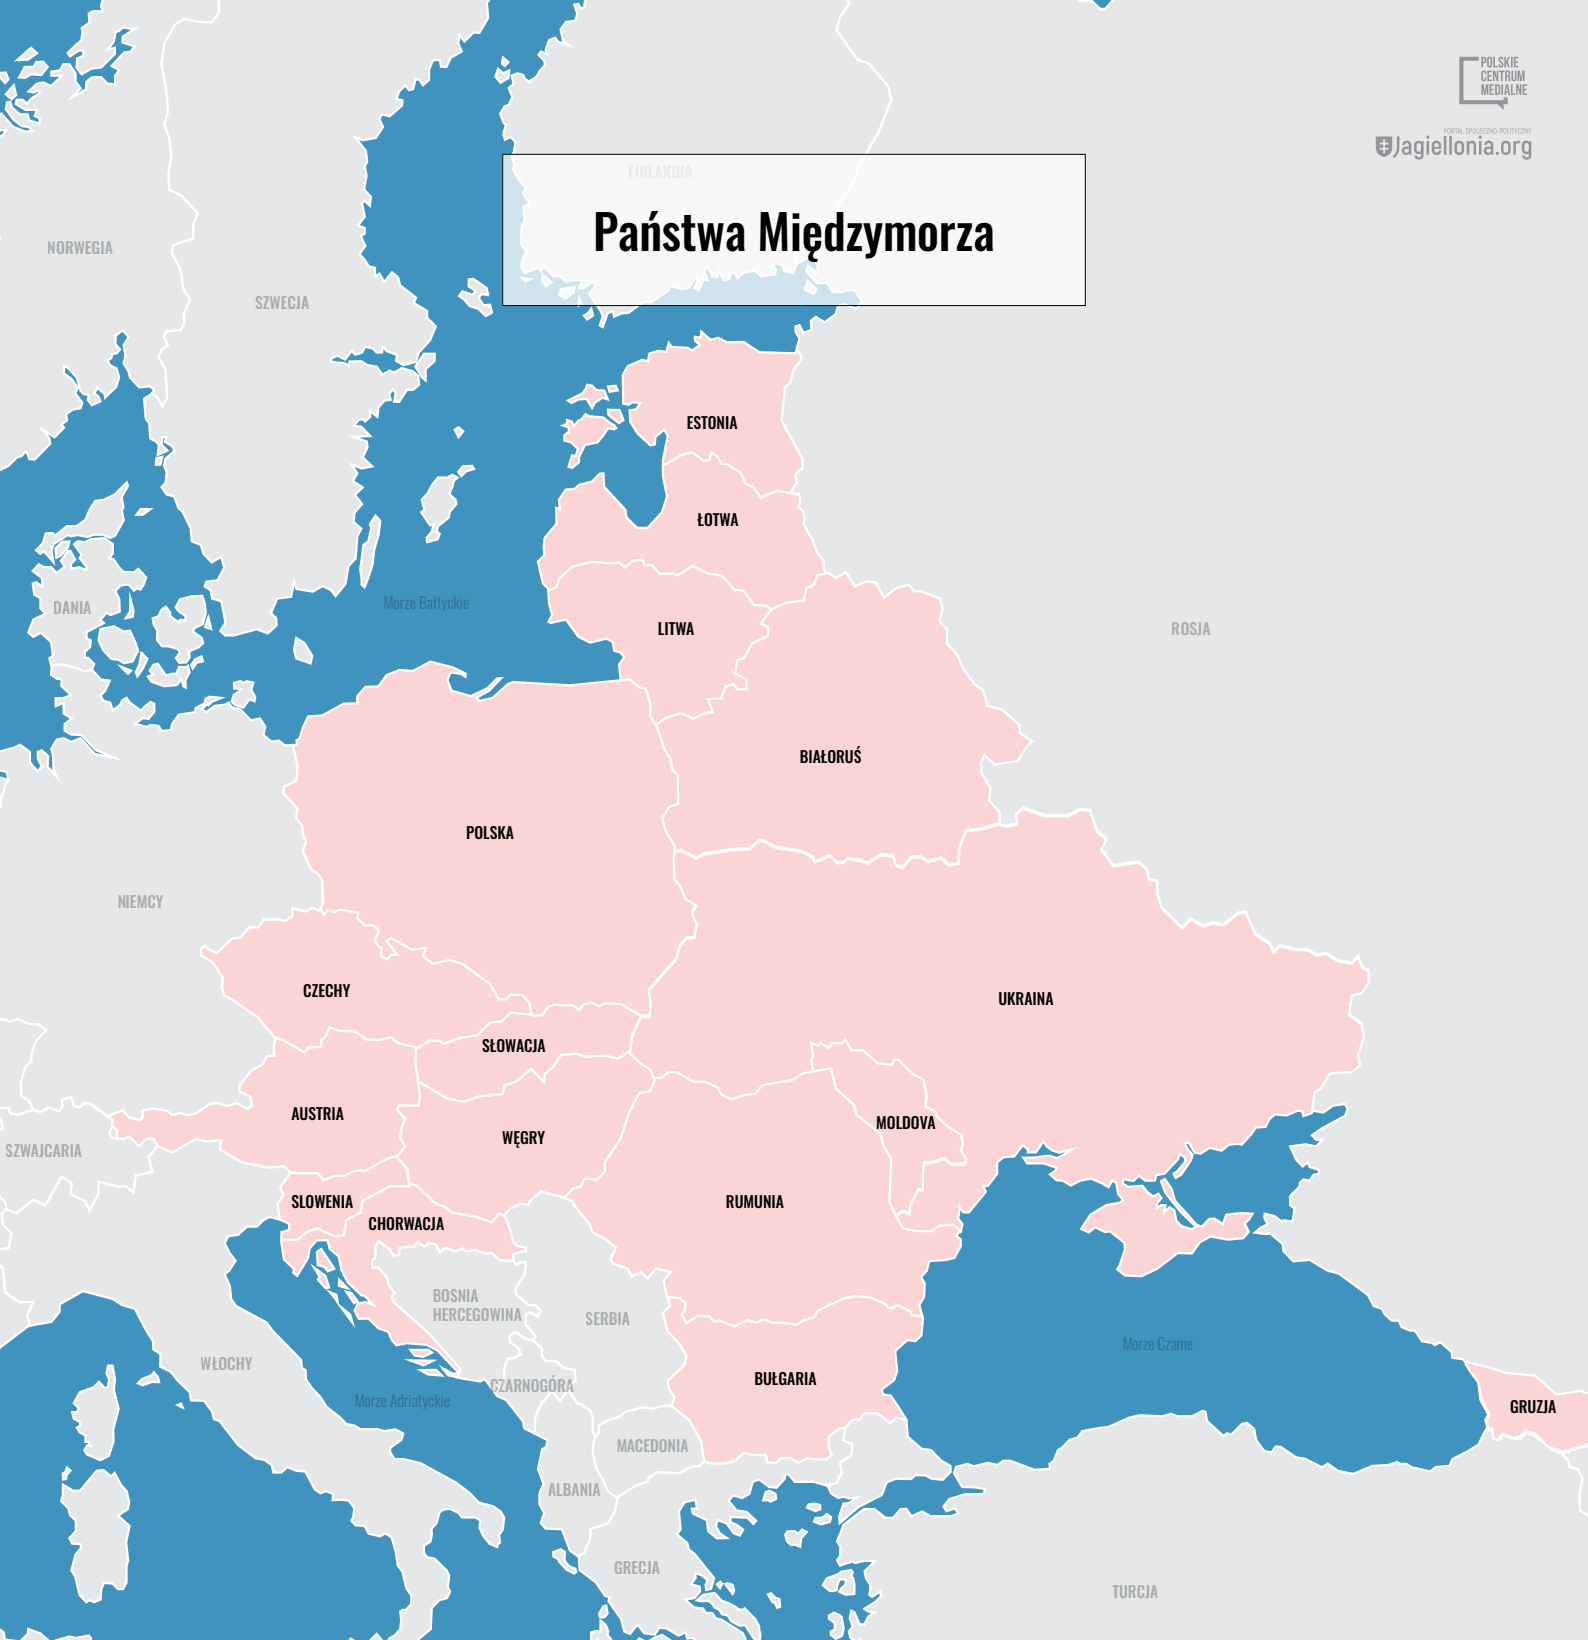 POLSKIE
CENTRUM
MEDIALNE
PORTAL SPOŁECZNO-POLITYCZNY
Jagiellonia.org
FINLANDIA
Państwa Międzymorza
NORWEGIA
SZWECJA
ESTONIA
ŁOTWA
Morze Bałtyckie
DANIA
LITWA
ROSJA
BIAŁORUŚ
POLSKA
NIEMCY
CZECHY
UKRAINA
SŁOWACJA
AUSTRIA
MOLDOVA
WĘGRY
SZWAJCARIA
SLOWENIA
RUMUNIA
CHORWACJA
BOSNIA
HERCEGOWINA
SERBIA
Morze Czarne
WŁOCHY
BUŁGARIA
CZARNOGÓRA
Morze Adriatyckie
GRUZJA
MACEDONIA
ALBANIA
GRECJA
TURCJA